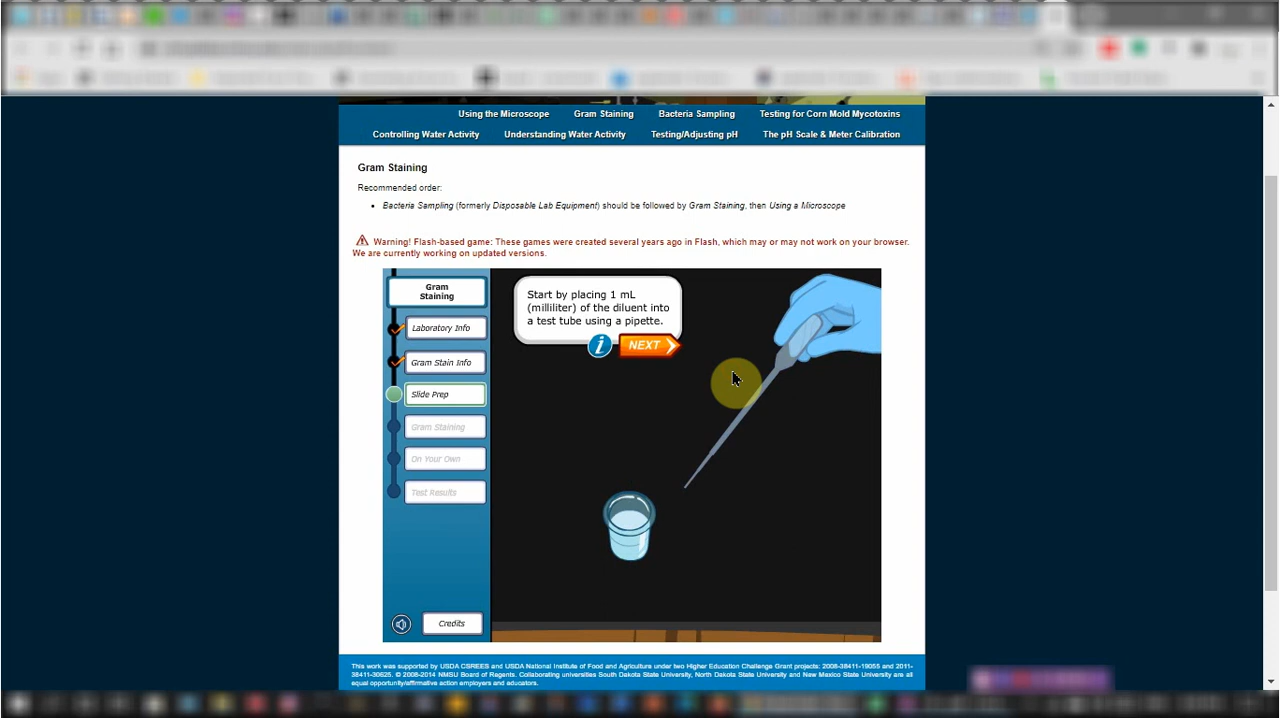 Using the Microscope Gram Staining Bacteria Sampling Testing for Corn Mold Mycotoxins
Controlling Water Activity Understanding Water Activity Testing/Adjusting pH The pH Scale & Meter Calibration
Gram Staining
Recommended order:
• Bacteria Sampling (formerly Disposable Lab Equipment) should be followed by Gram Staining, then Using a Microscope
Warning! Flash-based game: These games were created several years ago in Flash, which may or may not work on your browser.
We are currently working on updated versions.
Gram
Staining
Laboratory Info
Gram Stain Info
Slide Prep
Gram Staining
On Your Own
Test Results
Credits
Start by placing 1 mL
(milliliter) of the diluent into
a test tube using a pipette.
i NEXT
This work was supported by USDA CSREES and USDA National Institute of Food and Agriculture under two Higher Education Challenge Grant projects: 2008-38411-19055 and 2011-
38411-30625. © 2008-2014 NMSU Board of Regents. Collaborating universities South Dakota State University, North Dakota State University and New Mexico State University are all
equal opportunity/affirmative action employers and educators.